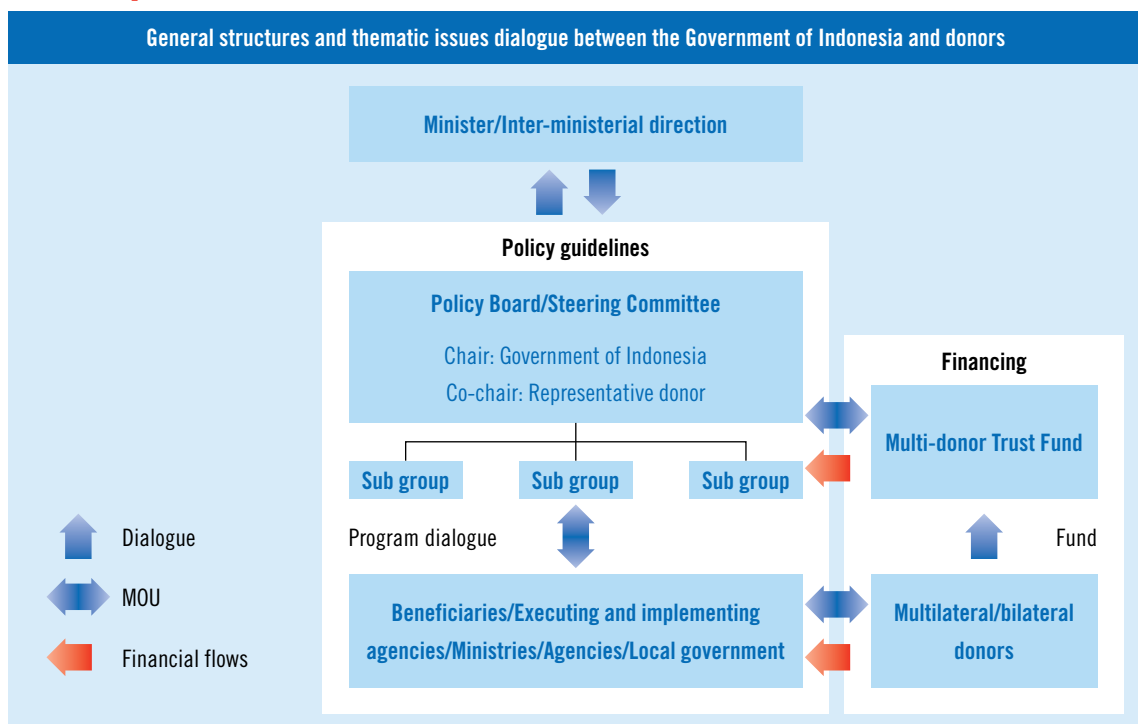 General structures and thematic issues dialogue between the Government of Indonesia and donors
Minister/Inter-ministerial direction
Policy guidelines
Policy Board/Steering Committee
Chair: Government of Indonesia
Co-chair: Representative donor
Sub group
Sub group
Sub group
Program dialogue
Beneficiaries/Executing and implementing
agencies/Ministries/Agencies/Local government
Financing
Multi-donor Trust Fund
Fund
Multilateral/bilateral
donors
Dialogue
MOU
Financial flows